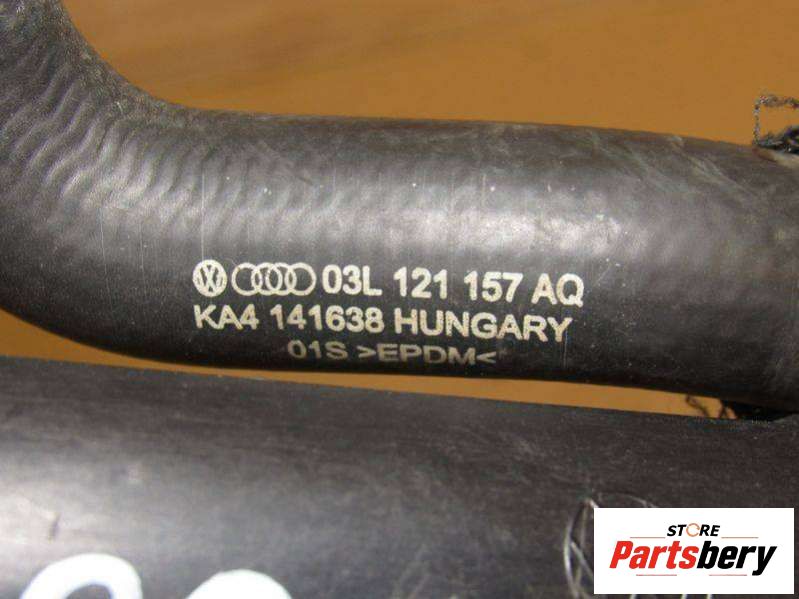 03L 121 157 AQ
KA4 141638 HUNGARY
01S >EPDM<
STORE
Partsbery